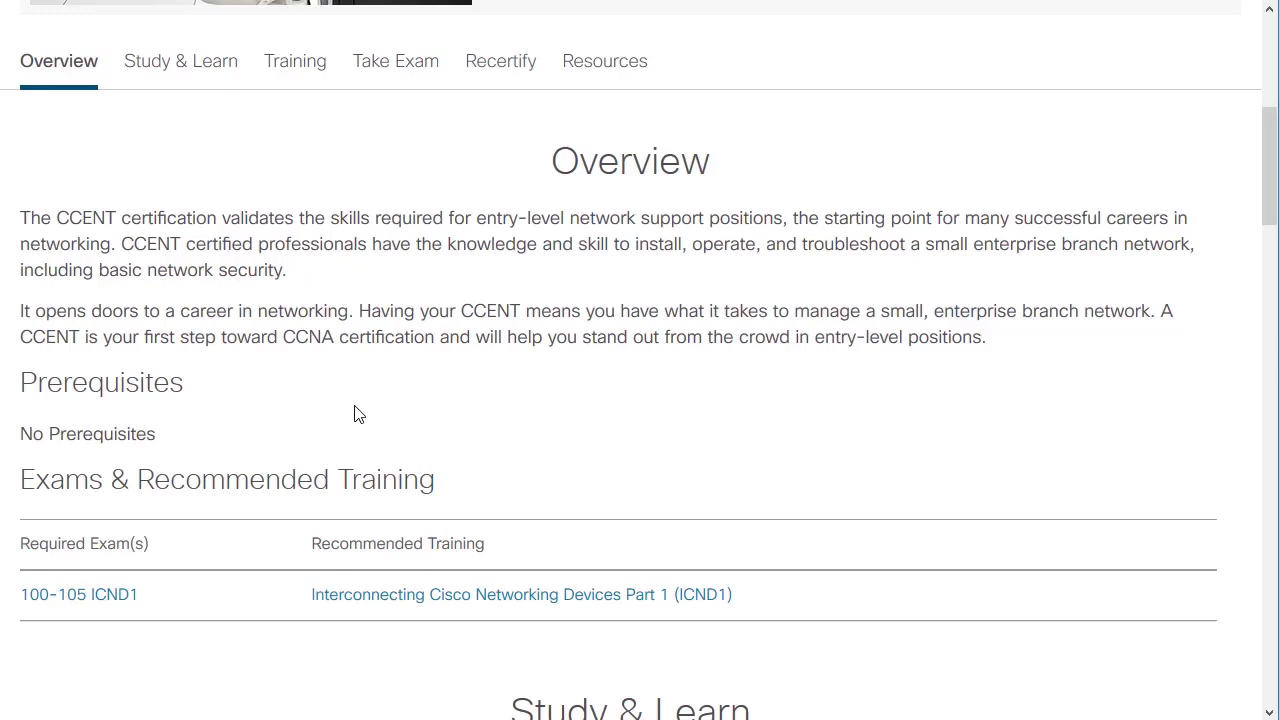 Overview Study & Learn Training Take Exam Recertify Resources
Overview
The CCENT certification validates the skills required for entry-level network support positions, the starting point for many successful careers in
networking. CCENT certified professionals have the knowledge and skill to install, operate, and troubleshoot a small enterprise branch network,
including basic network security.
It opens doors to a career in networking. Having your CCENT means you have what it takes to manage a small, enterprise branch network. A
CCENT is your first step toward CCNA certification and will help you stand out from the crowd in entry-level positions.
Prerequisites
No Prerequisites
Exams & Recommended Training
Required Exam(s) Recommended Training
100-105 ICND1 Interconnecting Cisco Networking Devices Part 1 (ICND1)
Study & Learn